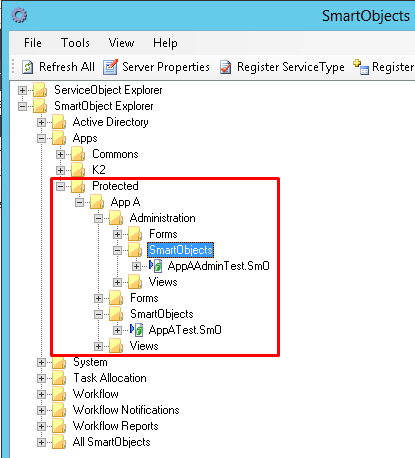 SmartObjects
File Tools View Help
Refresh All Server Properties Register ServiceType Register
ServiceObject Explorer
SmartObject Explorer
Active Directory
Apps
Commons
K2
Protected
App A
Administration
Forms
SmartObjects
AppAAdminTest.SmO
Views
Forms
SmartObjects
AppATest.SmO
Views
System
Task Allocation
Workflow
Workflow Notifications
Workflow Reports
All SmartObjects